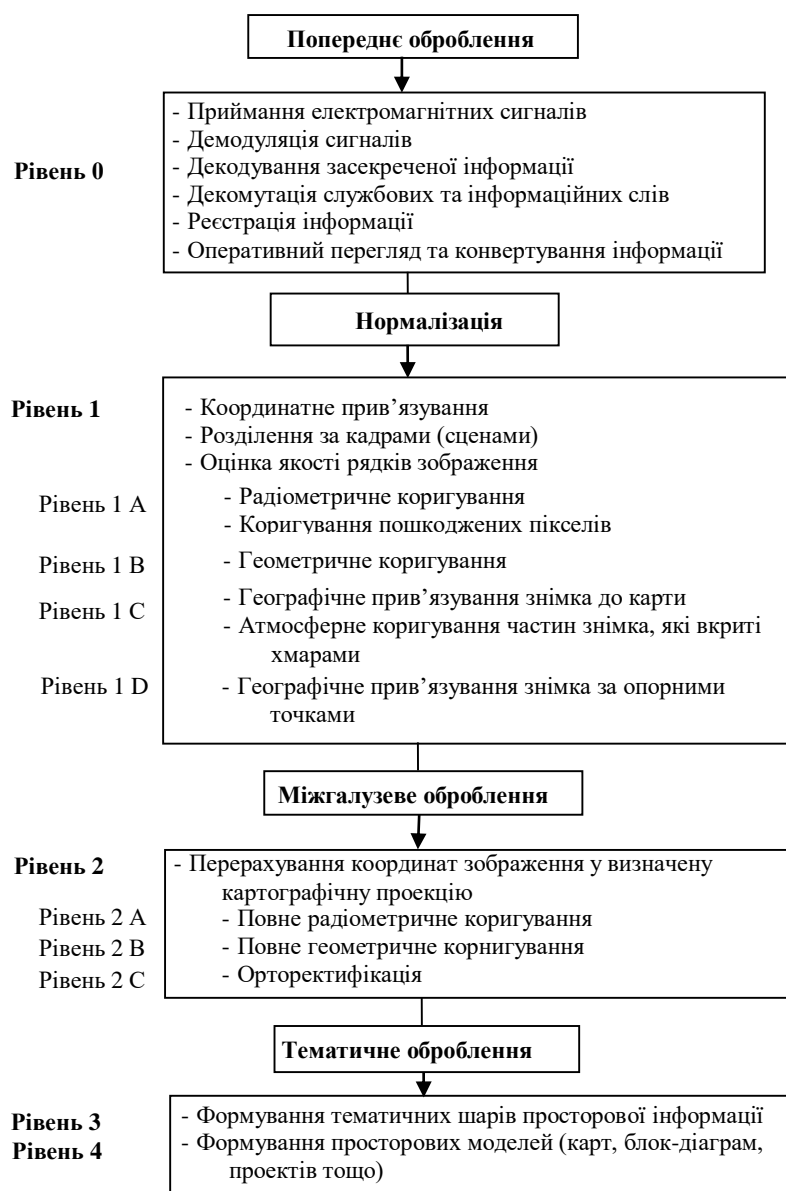 Попереднє оброблення
- Приймання електромагнітних сигналів
- Демодуляція сигналів
Рівень 0
- Декодування засекреченої інформації
- Декомутація службових та інформаційних слів
- Реєстрація інформації
- Оперативний перегляд та конвертування інформації
Нормалізація
Рівень 1
- Координатне прив’язування
- Розділення за кадрами (сценами)
- Оцінка якості рядків зображення
Рівень 1 А
- Радіометричне коригування
- Коригування пошкоджених пікселів
Рівень 1 В
- Геометричне коригування
Рівень 1 С
- Географічне прив’язування знімка до карти
- Атмосферне коригування частин знімка, які вкриті
хмарами
Рівень 1 D
- Географічне прив’язування знімка за опорними
точками
Міжгалузеве оброблення
Рівень 2
- Перерахування координат зображення у визначену
картографічну проекцію
Рівень 2 А
- Повне радіометричне коригування
Рівень 2 В
- Повне геометричне корнигування
Рівень 2 С
- Орторектифікація
Тематичне оброблення
Рівень 3
- Формування тематичних шарів просторової інформації
Рівень 4
- Формування просторових моделей (карт, блок-діаграм,
проектів тощо)